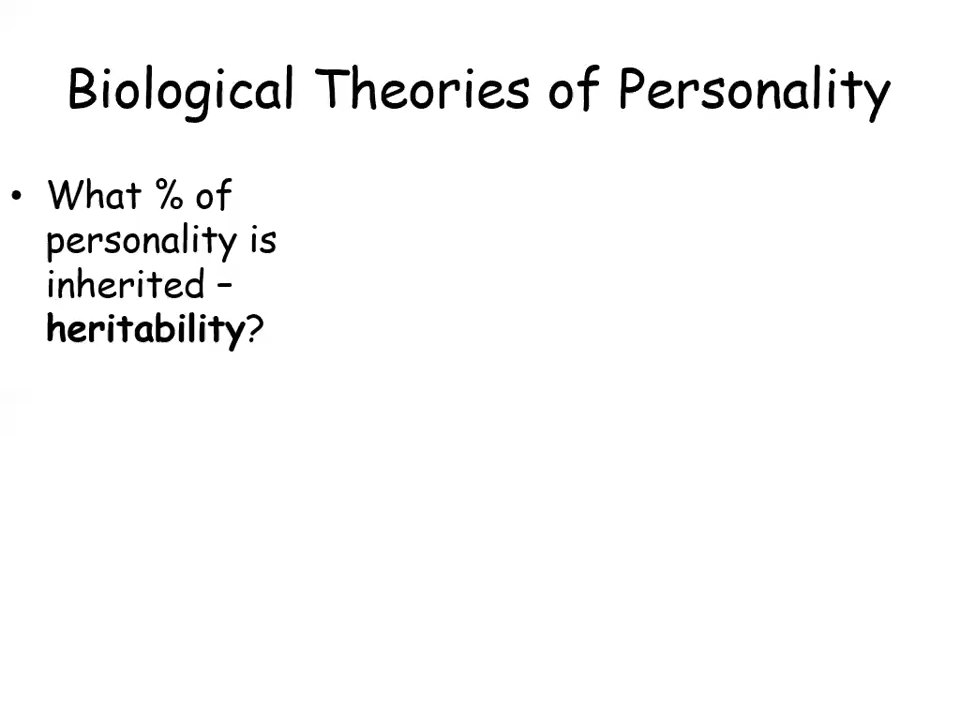 Biological Theories of Personality
• What % of
personality is
inherited –
heritability?